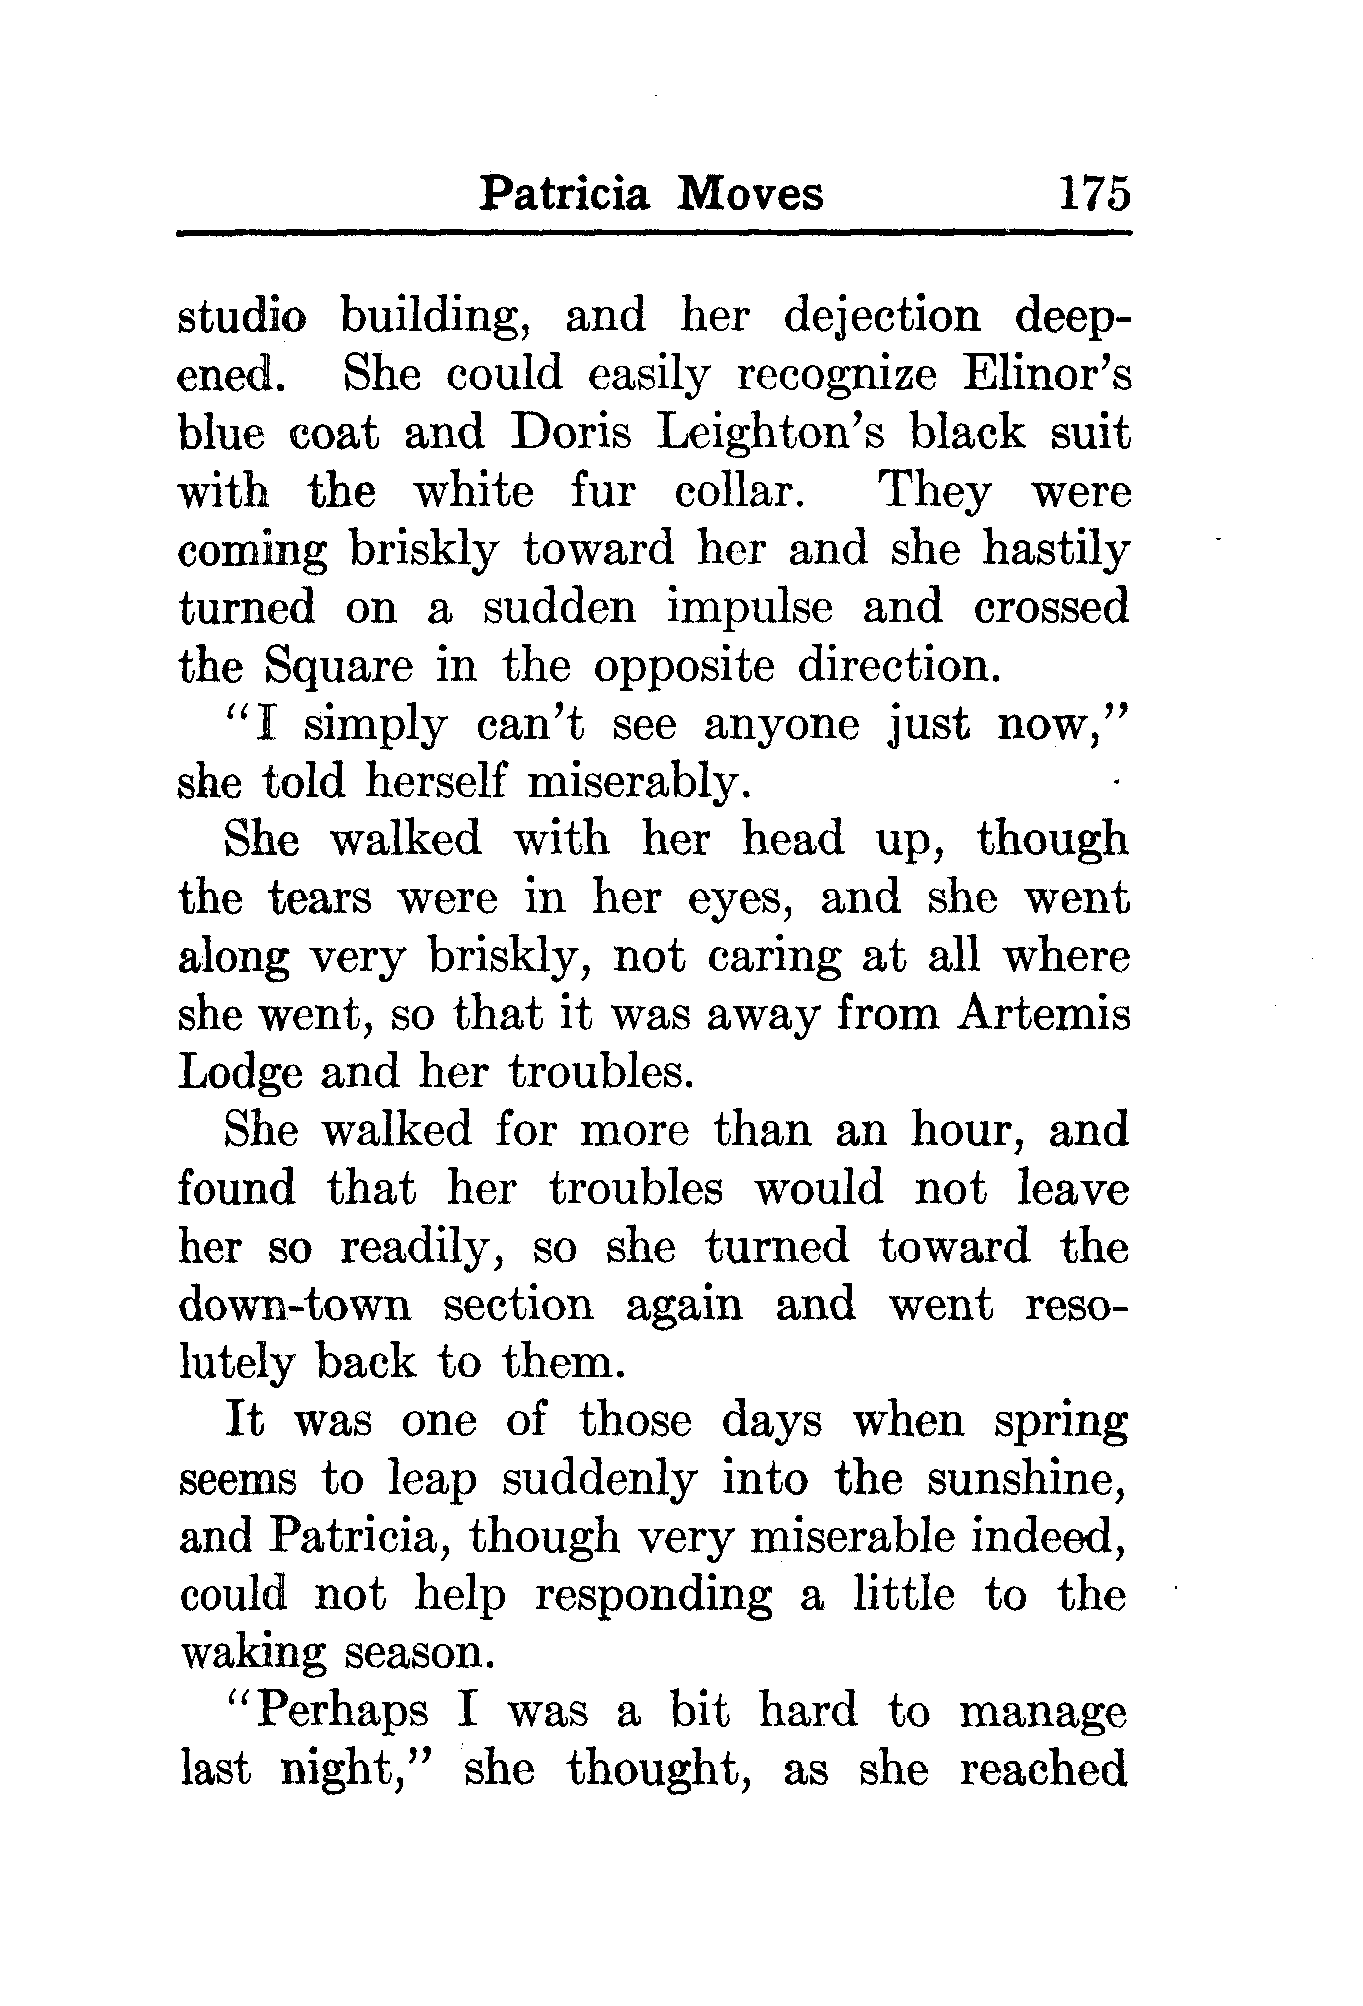 Patricia Moves 175
studio building, and her dejection deep-
ened. She could easily recognize Elinor's
blue coat and Doris Leighton's black suit
with the white fur collar. They were
coming briskly toward her and she hastily
turned on a sudden impulse and crossed
the Square in the opposite direction.
"I simply can't see anyone just now,"
she told herself miserably.
She walked with her head up, though
the tears were in her eyes, and she went
along very briskly, not caring at all where
she went, so that it was away from Artemis
Lodge and her troubles.
She walked for more than an hour, and
found that her troubles would not leave
her so readily, so she turned toward the
down-town section again and went reso-
lutely back to them.
It was one of those days when spring
seems to leap suddenly into the sunshine,
and Patricia, though very miserable indeed,
could not help responding a little to the
waking season.
"Perhaps I was a bit hard to manage
last night," she thought, as she reached